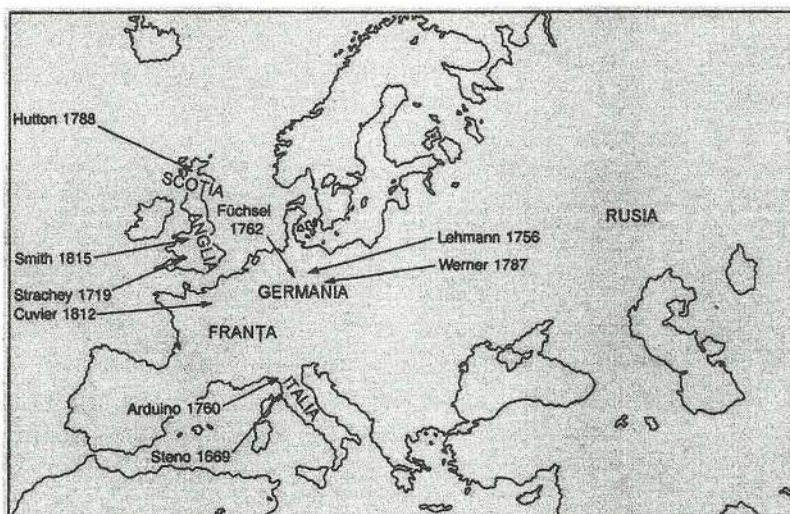 Hutton 1788
SCOTIA
Füchsel
1762
ANGLIA
RUSIA
Lehmann 1756
Smith 1815
Werner 1787
Strachey 1719
GERMANIA
Cuvier 1812
FRANȚA
ITALIA
Arduino 1760
Steno 1669